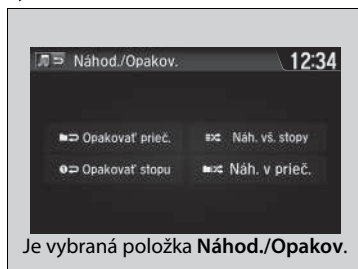 Náhod./Opakov.
12:34
Opakovať prieč.
Náh. vš. stopy
Opakovať stopu
Náh. v prieč.
Je vybraná položka Náhod./Opakov.